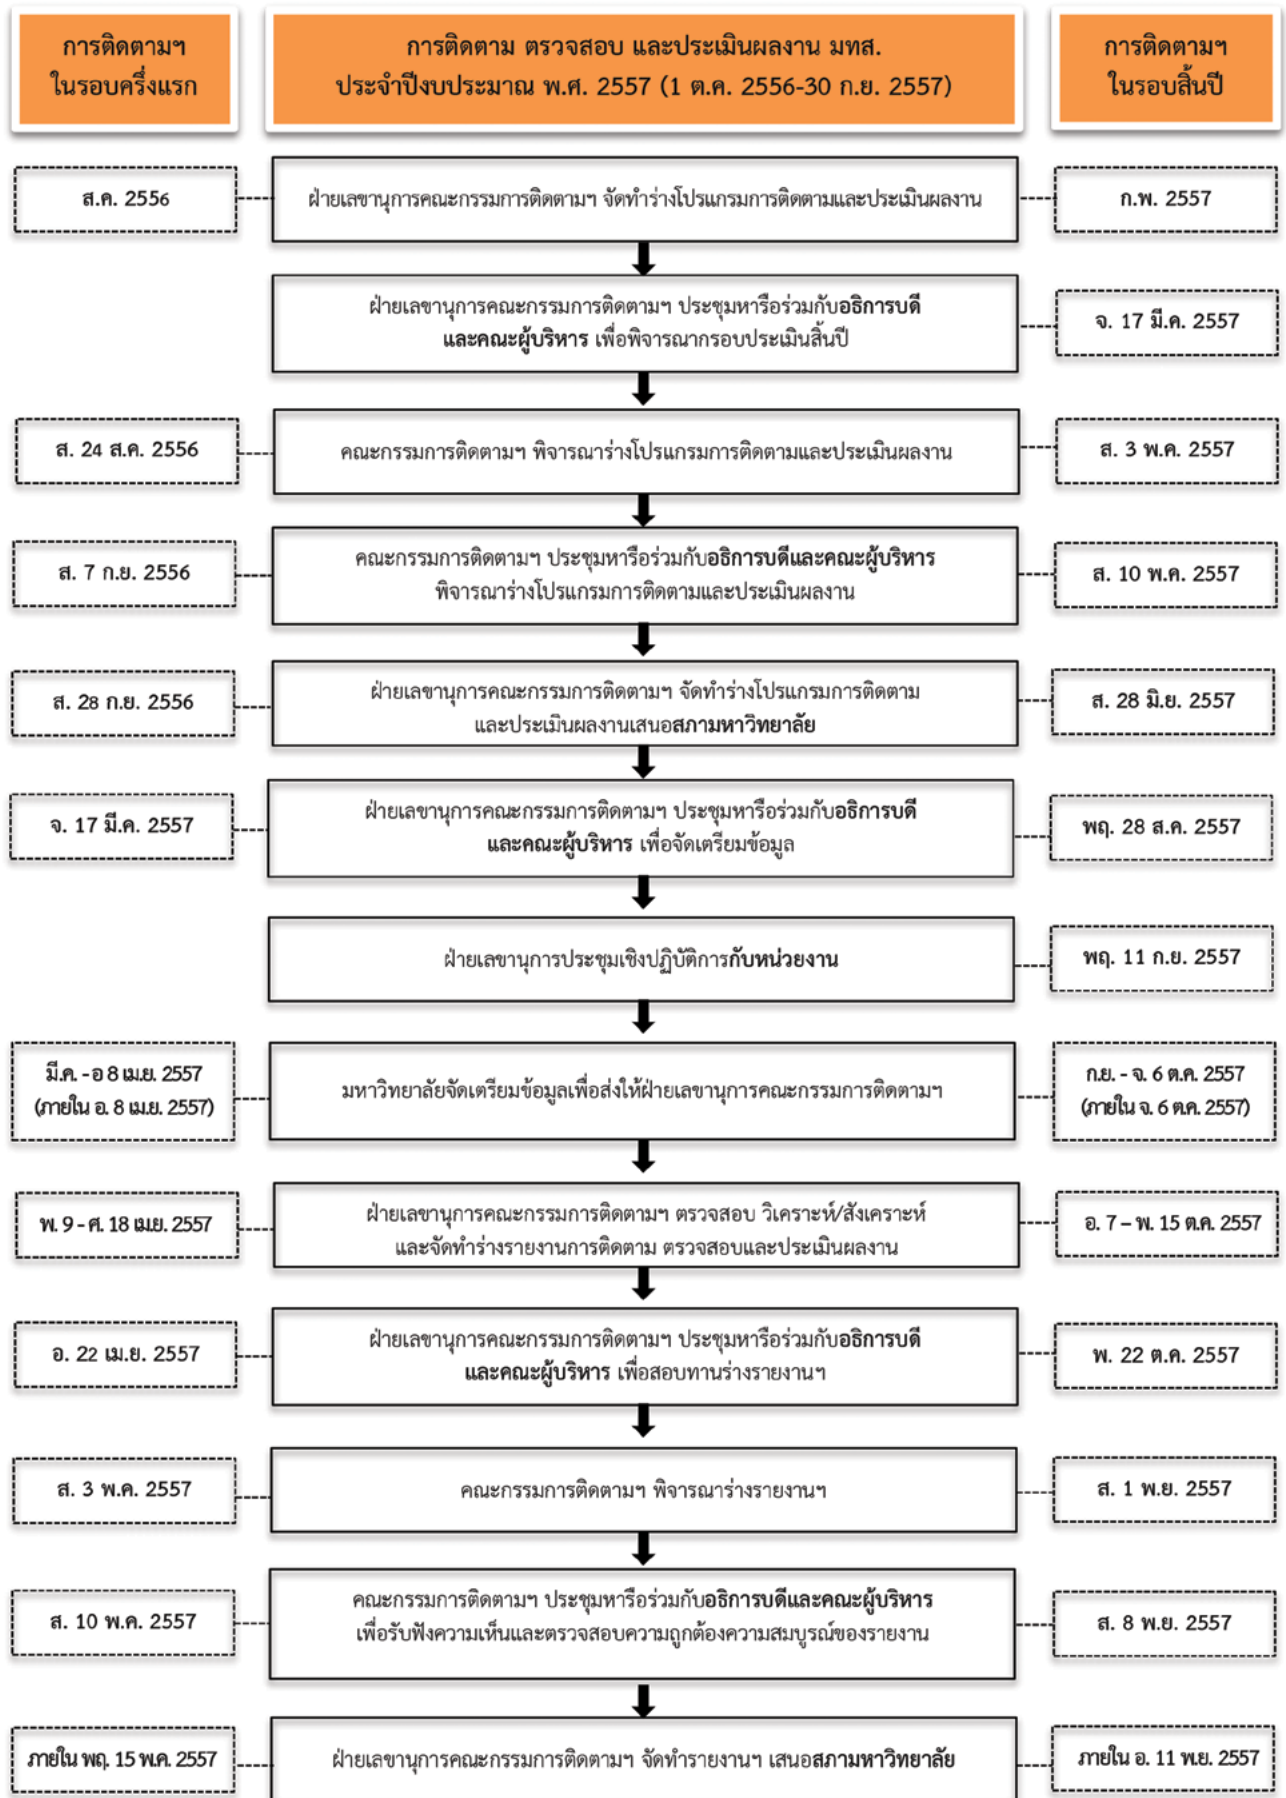 การติดตามฯ
ในรอบครึ่งแรก
การติดตาม ตรวจสอบ และประเมินผลงาน มทส.
ประจำปีงบประมาณ พ.ศ. 2557 (1 ต.ค. 2556-30 ก.ย. 2557)
การติดตามฯ
ในรอบสิ้นปี
ส.ค. 2556
ฝ่ายเลขานุการคณะกรรมการติดตามฯ จัดทำร่างโปรแกรมการติดตามและประเมินผลงาน
ก.พ. 2557
ฝ่ายเลขานุการคณะกรรมการติดตามฯ ประชุมหารือร่วมกับอธิการบดี
และคณะผู้บริหาร เพื่อพิจารณากรอบประเมินสิ้นปี
จ. 17 มี.ค. 2557
ส. 24 ส.ค. 2556
คณะกรรมการติดตามฯ พิจารณาร่างโปรแกรมการติดตามและประเมินผลงาน
ส. 3 พ.ค. 2557
ส. 7 ก.ย. 2556
คณะกรรมการติดตามฯ ประชุมหารือร่วมกับอธิการบดีและคณะผู้บริหาร
พิจารณาร่างโปรแกรมการติดตามและประเมินผลงาน
ส. 10 พ.ค. 2557
ส. 28 ก.ย. 2556
ฝ่ายเลขานุการคณะกรรมการติดตามฯ จัดทำร่างโปรแกรมการติดตาม
และประเมินผลงานเสนอสภามหาวิทยาลัย
ส. 28 มิ.ย. 2557
จ. 17 มี.ค. 2557
ฝ่ายเลขานุการคณะกรรมการติดตามฯ ประชุมหารือร่วมกับอธิการบดี
และคณะผู้บริหาร เพื่อจัดเตรียมข้อมูล
พฤ. 28 ส.ค. 2557
ฝ่ายเลขานุการประชุมเชิงปฏิบัติการกับหน่วยงาน
พฤ. 11 ก.ย. 2557
มี.ค. - อ 8 เม.ย. 2557
(ภายใน อ. 8 เม.ย. 2557)
มหาวิทยาลัยจัดเตรียมข้อมูลเพื่อส่งให้ฝ่ายเลขานุการคณะกรรมการติดตามฯ
ก.ย. - จ. 6 ต.ค. 2557
(ภายใน จ. 6 ต.ค. 2557)
พ. 9 - ศ. 18 เม.ย. 2557
ฝ่ายเลขานุการคณะกรรมการติดตามฯ ตรวจสอบ วิเคราะห์/สังเคราะห์
และจัดทำร่างรายงานการติดตาม ตรวจสอบและประเมินผลงาน
อ. 7 – พ. 15 ต.ค. 2557
อ. 22 เม.ย. 2557
ฝ่ายเลขานุการคณะกรรมการติดตามฯ ประชุมหารือร่วมกับอธิการบดี
และคณะผู้บริหาร เพื่อสอบทานร่างรายงานฯ
พ. 22 ต.ค. 2557
ส. 3 พ.ค. 2557
คณะกรรมการติดตามฯ พิจารณาร่างรายงานฯ
ส. 1 พ.ย. 2557
ส. 10 พ.ค. 2557
คณะกรรมการติดตามฯ ประชุมหารือร่วมกับอธิการบดีและคณะผู้บริหาร
เพื่อรับฟังความเห็นและตรวจสอบความถูกต้องความสมบูรณ์ของรายงาน
ส. 8 พ.ย. 2557
ภายใน พฤ. 15 พ.ค. 2557
ฝ่ายเลขานุการคณะกรรมการติดตามฯ จัดทำรายงานฯ เสนอสภามหาวิทยาลัย
ภายใน อ. 11 พ.ย. 2557